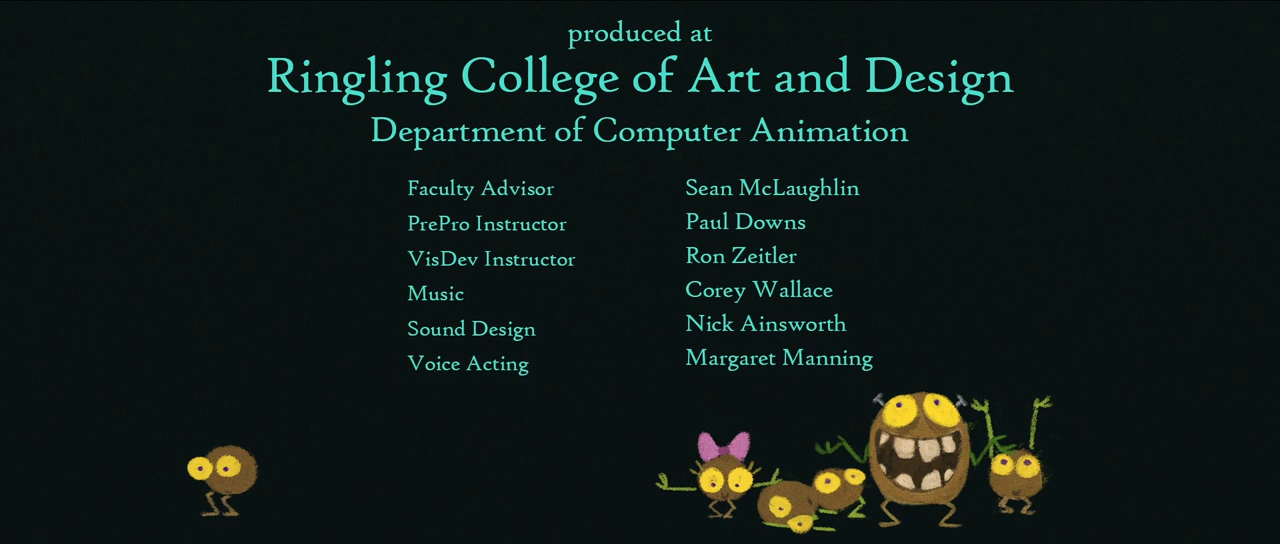 produced at
Ringling College of Art and Design
Department of Computer Animation
Faculty Advisor Sean McLaughlin
PrePro Instructor Paul Downs
VisDev Instructor Ron Zeitler
Music Corey Wallace
Sound Design Nick Ainsworth
Voice Acting Margaret Manning